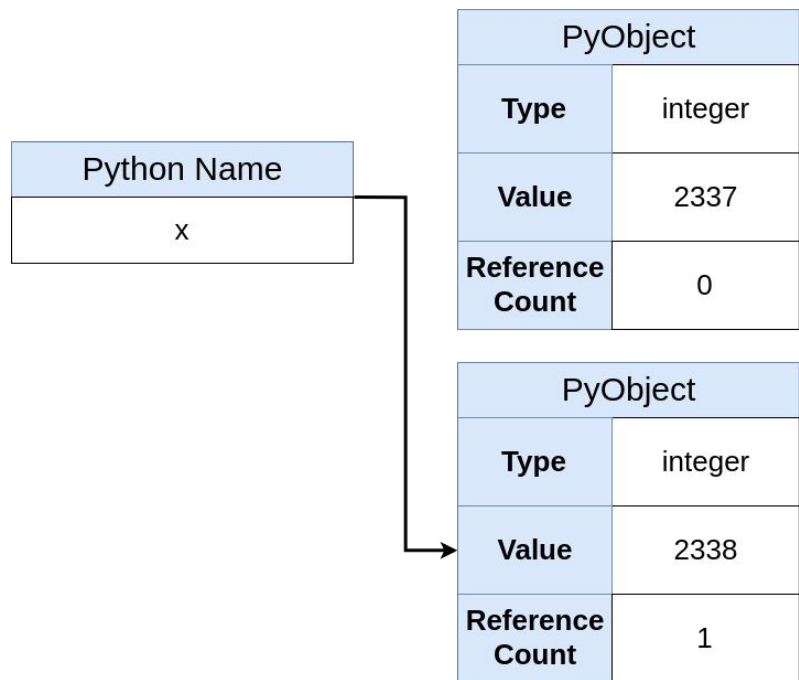 Python Name
x
PyObject
Type integer
Value 2337
Reference
Count 0
PyObject
Type integer
Value 2338
Reference
Count 1